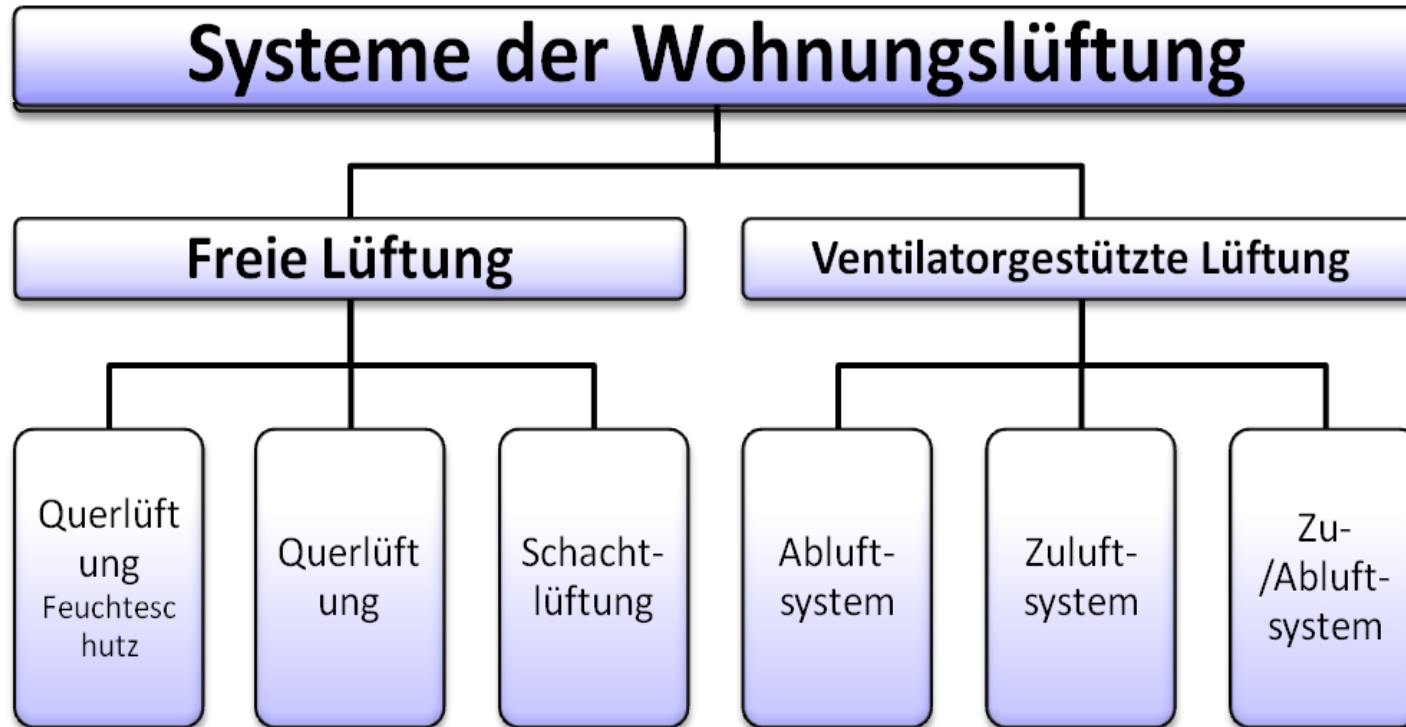 Systeme der Wohnungslüftung
Freie Lüftung
Ventilatorgestützte Lüftung
Querlüft
ung
Feuchtesc
hutz
Querlüft
ung
Schacht-
lüftung
Abluft-
system
Zuluft-
system
Zu-
/Abluft-
system